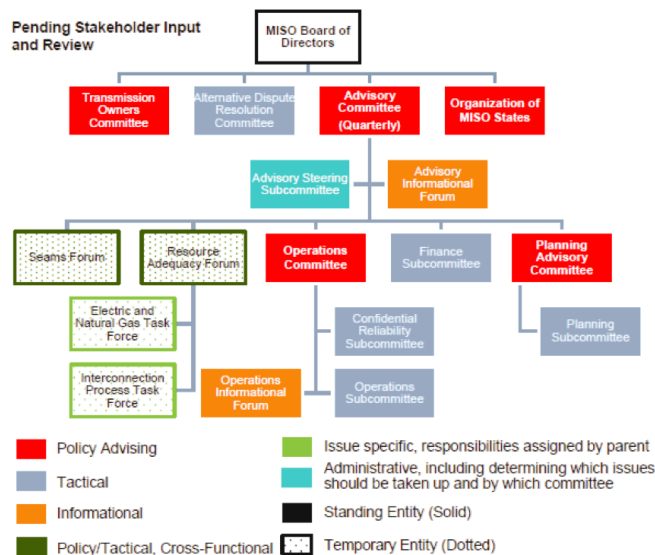 Pending Stakeholder Input
and Review
MISO Board of
Directors
Transmission
Owners
Committee
Alternative Dispute
Resolution
Committee
Advisory
Committee
(Quarterly)
Organization of
MISO States
Advisory Steering
Subcommittee
Advisory
Informational
Forum
Seams Forum
Resource
Adequacy Forum
Operations
Committee
Finance
Subcommittee
Planning
Advisory
Committee
Electric and
Natural Gas Task
Force
Confidential
Reliability
Subcommittee
Planning
Subcommittee
Interconnection
Process Task
Force
Operations
Informational
Forum
Operations
Subcommittee
Policy Advising
Tactical
Informational
Policy/Tactical, Cross-Functional
Issue specific, responsibilities assigned by parent
Administrative, including determining which issues
should be taken up and by which committee
Standing Entity (Solid)
Temporary Entity (Dotted)